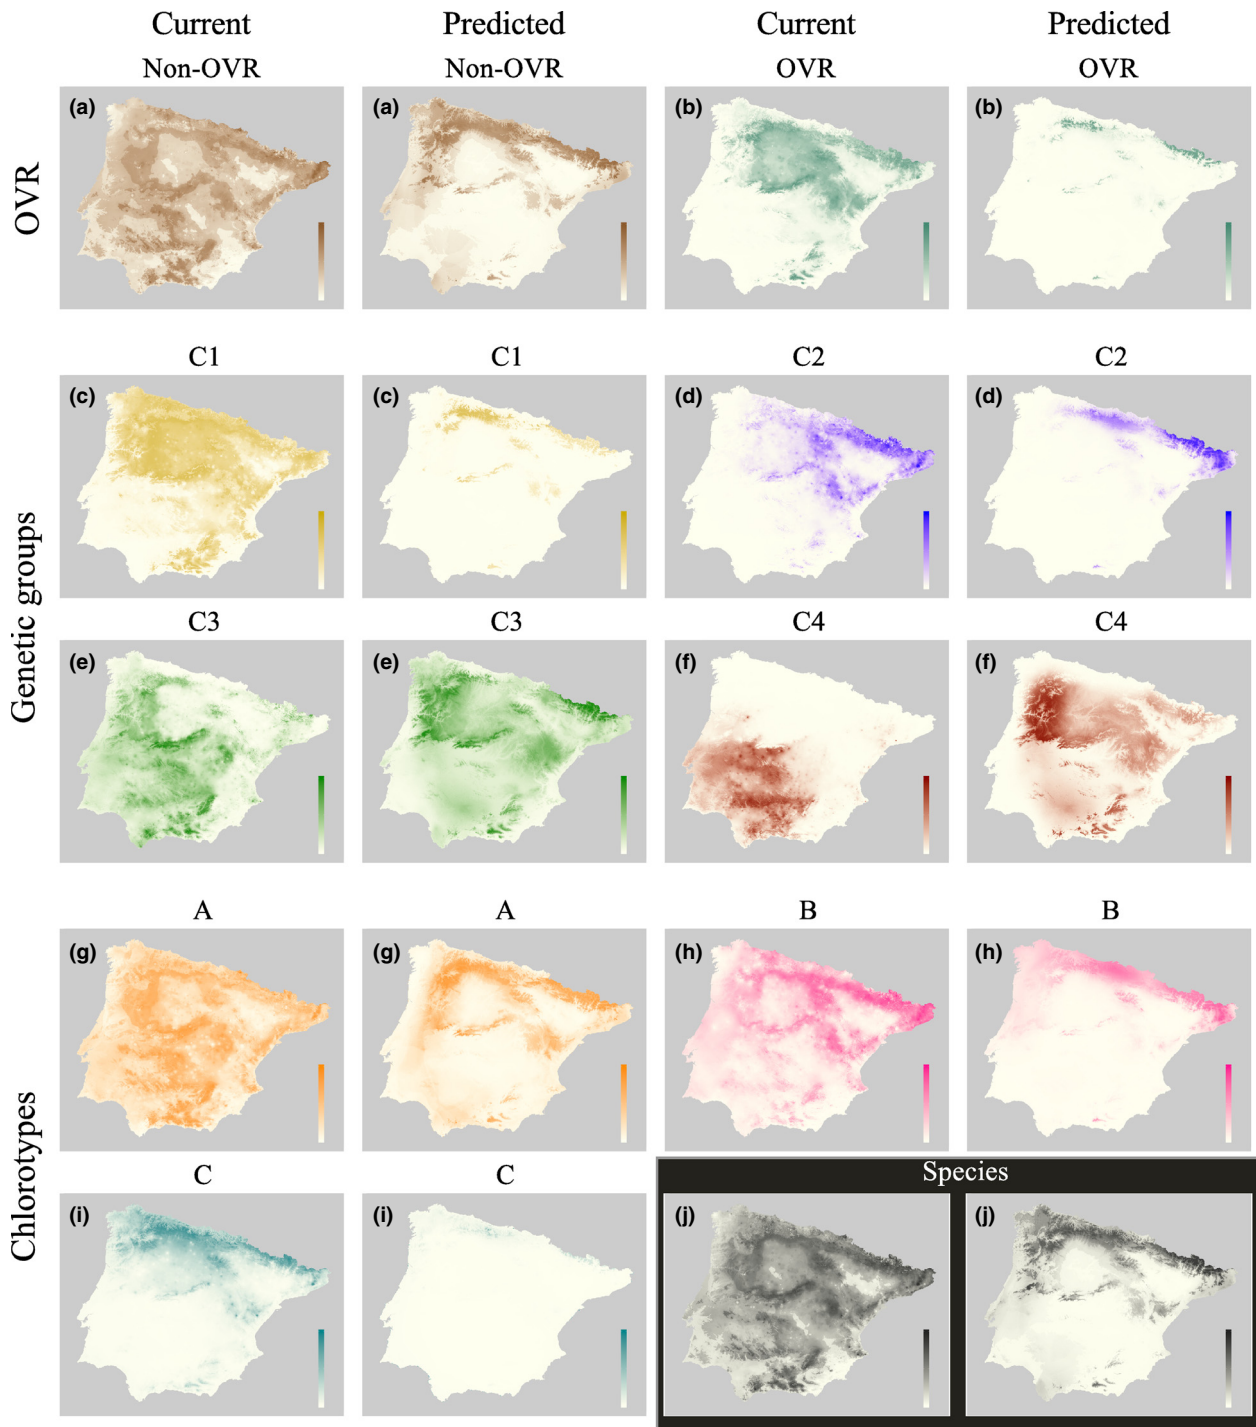 Current Predicted Current Predicted
Non-OVR Non-OVR OVR OVR
OVR
(a) (a) (b) (b)
C1 C1 C2 C2
(c) (c) (d) (d)
Genetic groups
C3 C3 C4 C4
(e) (e) (f) (f)
A A B B
(g) (g) (h) (h)
Chlorotypes
C C Species
(i) (i) (j) (j)